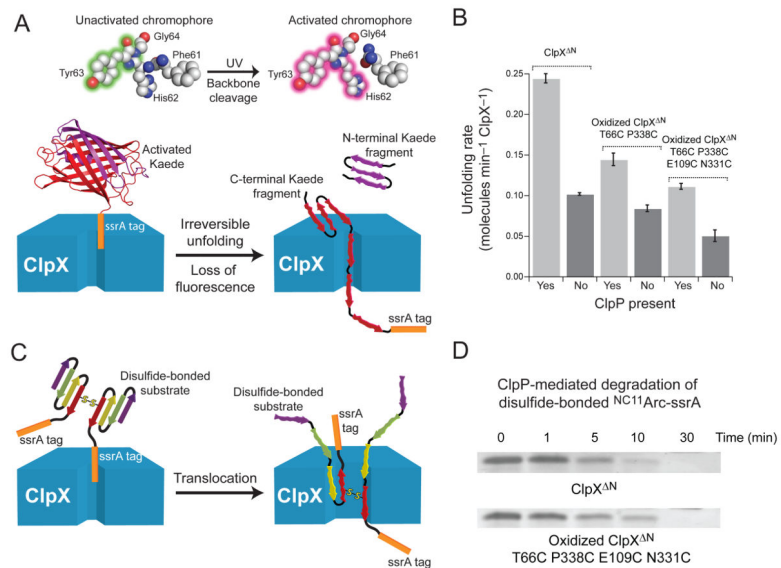 A
Unactivated chromophore
Gly64
Phe61
Tyr63
His62
UV
Backbone
cleavage
Activated chromophore
Gly64
Phe61
Tyr63
His62
Activated
Kaede
ssrA tag
ClpX
Irreversible
unfolding
Loss of
fluorescence
N-terminal Kaede
fragment
C-terminal Kaede
fragment
ClpX
ssrA tag
B
Unfolding rate
(molecules min−1 ClpX−1)
0.25
0.20
0.15
0.10
0.05
0.00
ClpXΔN
Oxidized ClpXΔN
T66C P338C
Oxidized ClpXΔN
T66C P338C
E109C N331C
Yes No Yes No Yes No
ClpP present
C
Disulfide-bonded
substrate
S-S
ssrA tag
ssrA tag
ClpX
Translocation
Disulfide-bonded
substrate
ssrA
tag
ClpX
S-S
ssrA tag
D
ClpP-mediated degradation of
disulfide-bonded NC11Arc-ssrA
0 1 5 10 30 Time (min)
ClpXΔN
Oxidized ClpXΔN
T66C P338C E109C N331C